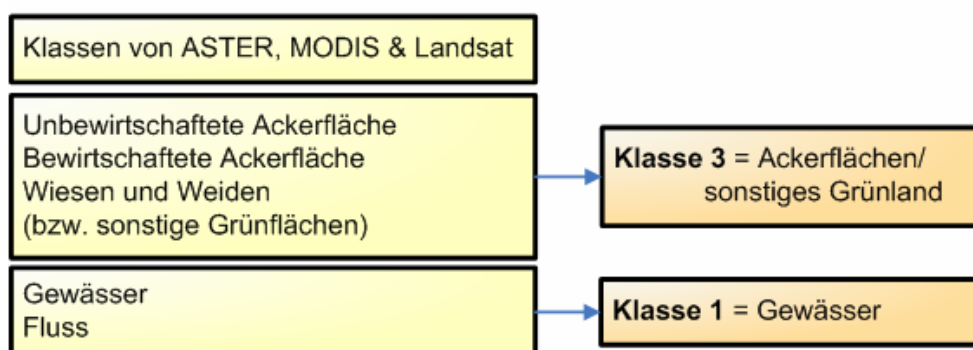 Klassen von ASTER, MODIS & Landsat
Unbewirtschaftete Ackerfläche
Bewirtschaftete Ackerfläche
Wiesen und Weiden
(bzw. sonstige Grünflächen)
Klasse 3 = Ackerflächen/
sonstiges Grünland
Gewässer
Fluss
Klasse 1 = Gewässer